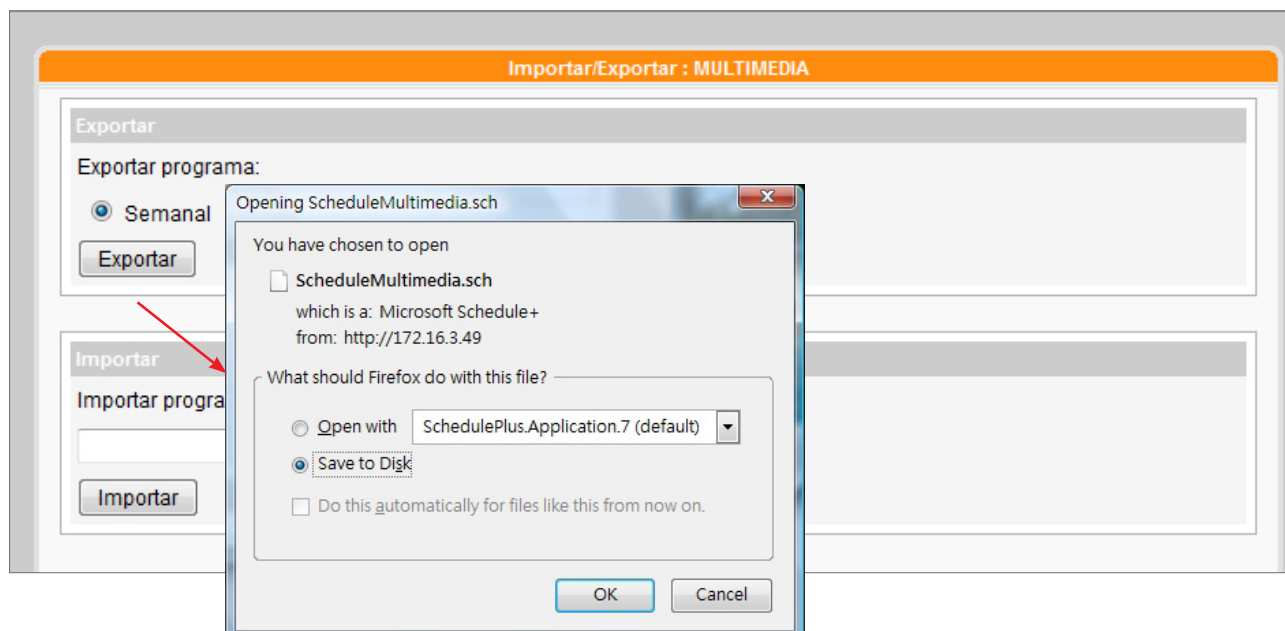 Importar/Exportar : MULTIMEDIA
Exportar
Exportar programa:
Semanal
Exportar
Importar
Importar progra
Importar
Opening ScheduleMultimedia.sch
You have chosen to open
ScheduleMultimedia.sch
which is a: Microsoft Schedule+
from: http://172.16.3.49
What should Firefox do with this file?
Open with SchedulePlus.Application.7 (default)
Save to Disk
Do this automatically for files like this from now on.
OK Cancel